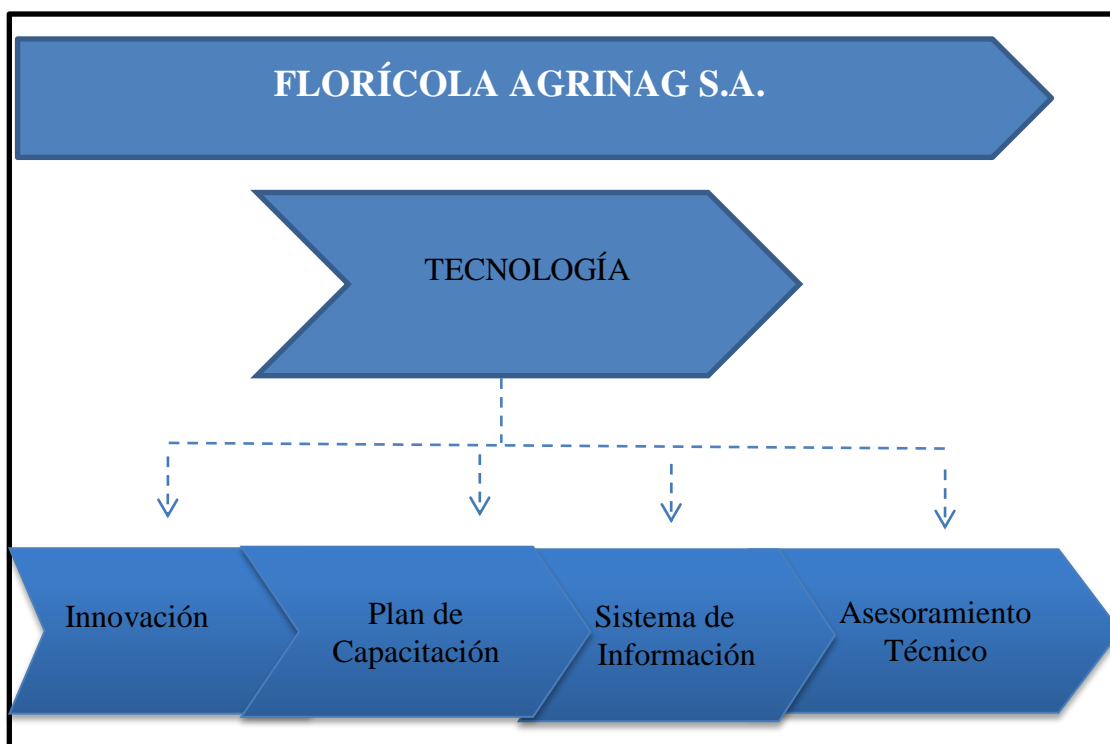 FLORÍCOLA AGRINAG S.A.
TECNOLOGÍA
Innovación
Plan de
Capacitación
Sistema de
Información
Asesoramiento
Técnico